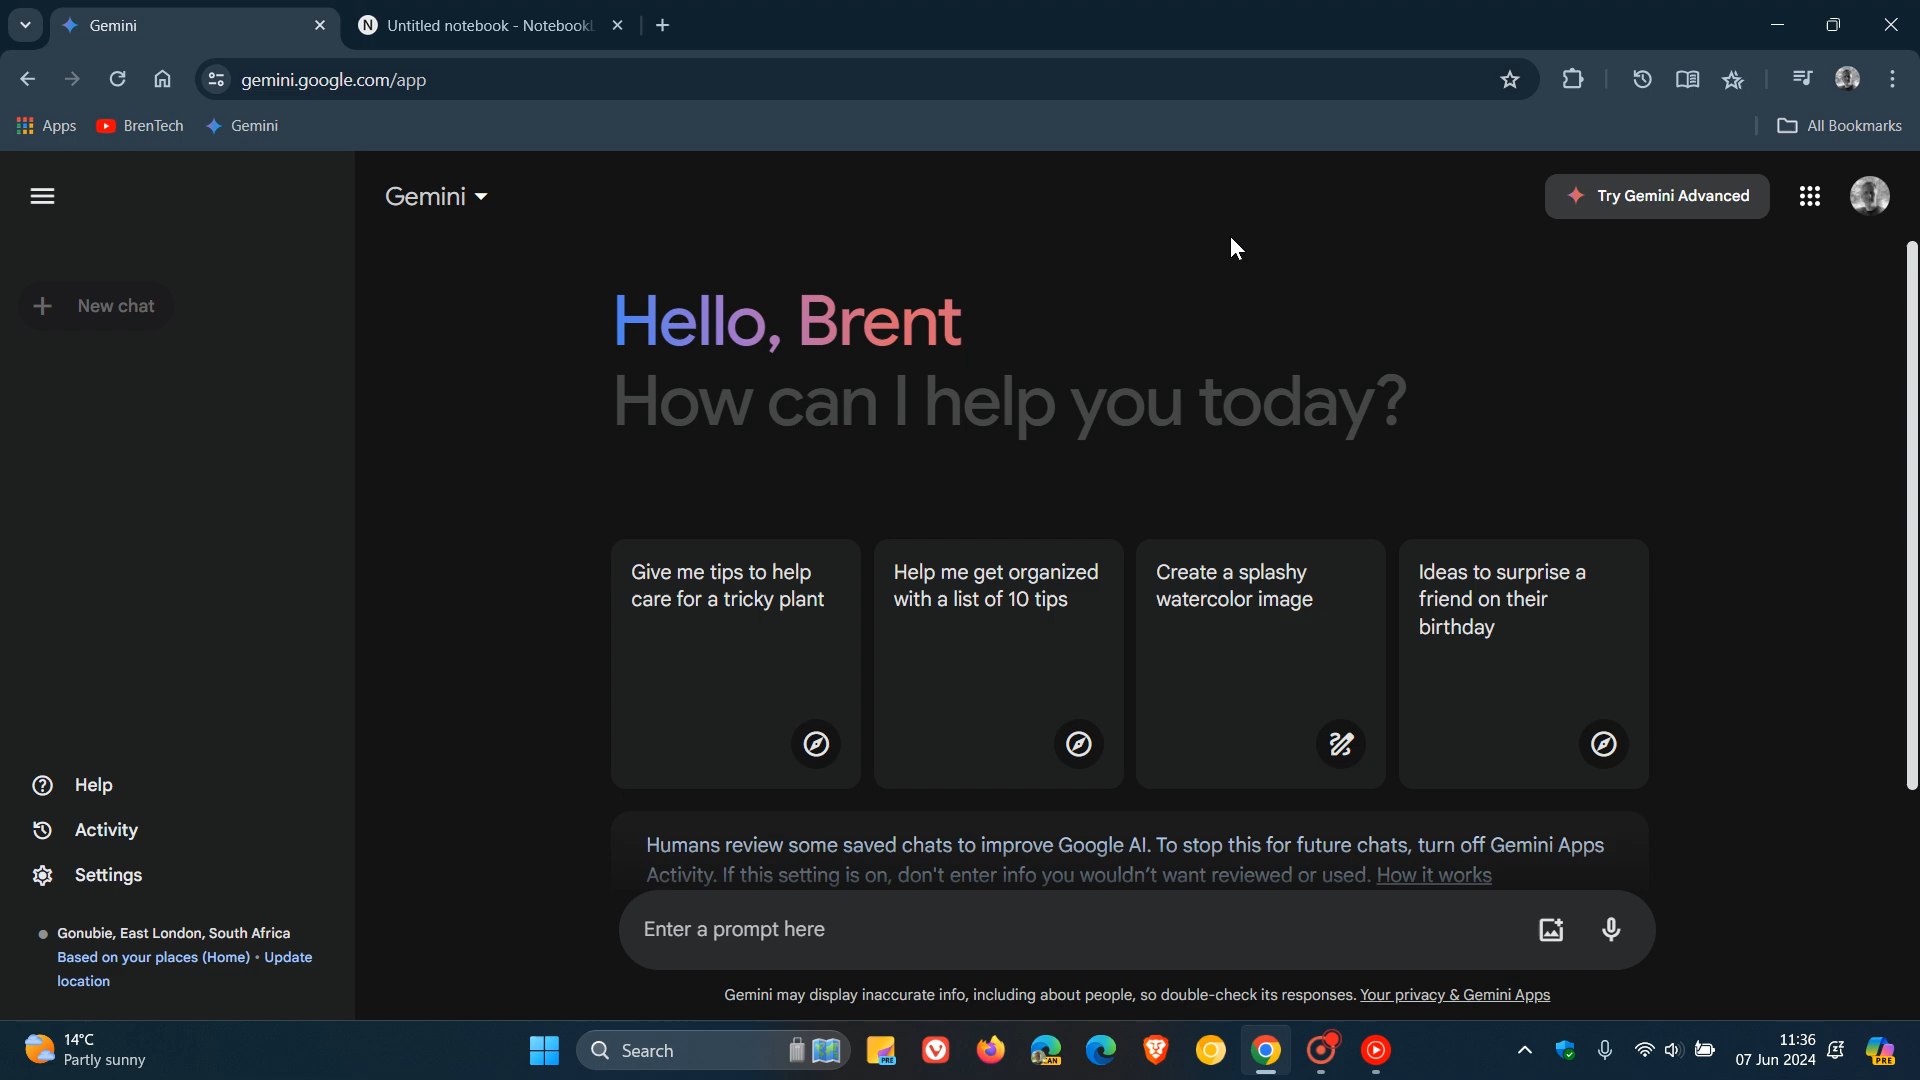 Gemini
N
Untitled notebook - Notebook
gemini.google.com/app
Apps
BrenTech
Gemini
All Bookmarks
Gemini
Try Gemini Advanced
New chat
Hello, Brent
How can I help you today?
Give me tips to help
care for a tricky plant
Help me get organized
with a list of 10 tips
Create a splashy
watercolor image
Ideas to surprise a
friend on their
birthday
Help
Activity
Settings
Humans review some saved chats to improve Google AI. To stop this for future chats, turn off Gemini Apps
Activity. If this setting is on, don't enter info you wouldn't want reviewed or used. How it works
Enter a prompt here
Gonubie, East London, South Africa
Based on your places (Home) • Update
location
Gemini may display inaccurate info, including about people, so double-check its responses. Your privacy & Gemini Apps
14°C
Partly sunny
Search
PRE
CAN
11:36
07 Jun 2024
PRE